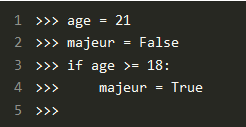 1 >>> age = 21
2 >>> majeur = False
3 >>> if age >= 18:
4 >>>     majeur = True
5 >>>